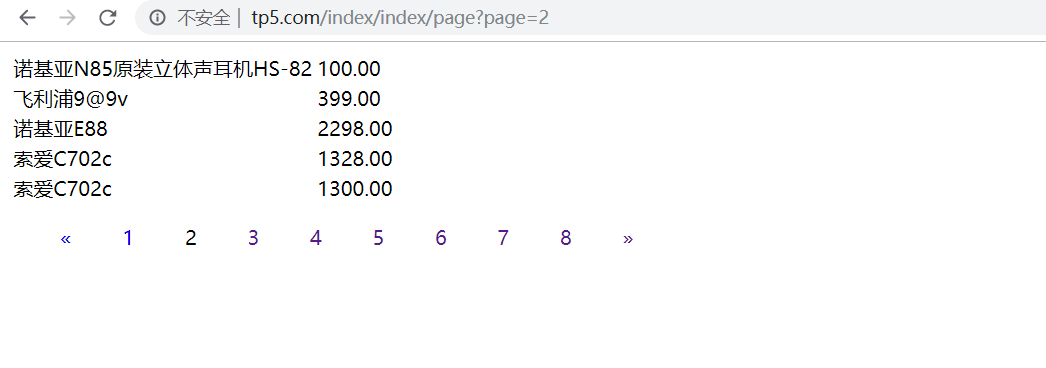 不安全 | tp5.com/index/index/page?page=2
诺基亚N85原装立体声耳机HS-82 100.00
飞利浦9@9v 399.00
诺基亚E88 2298.00
索爱C702c 1328.00
索爱C702c 1300.00
« 1 2 3 4 5 6 7 8 »